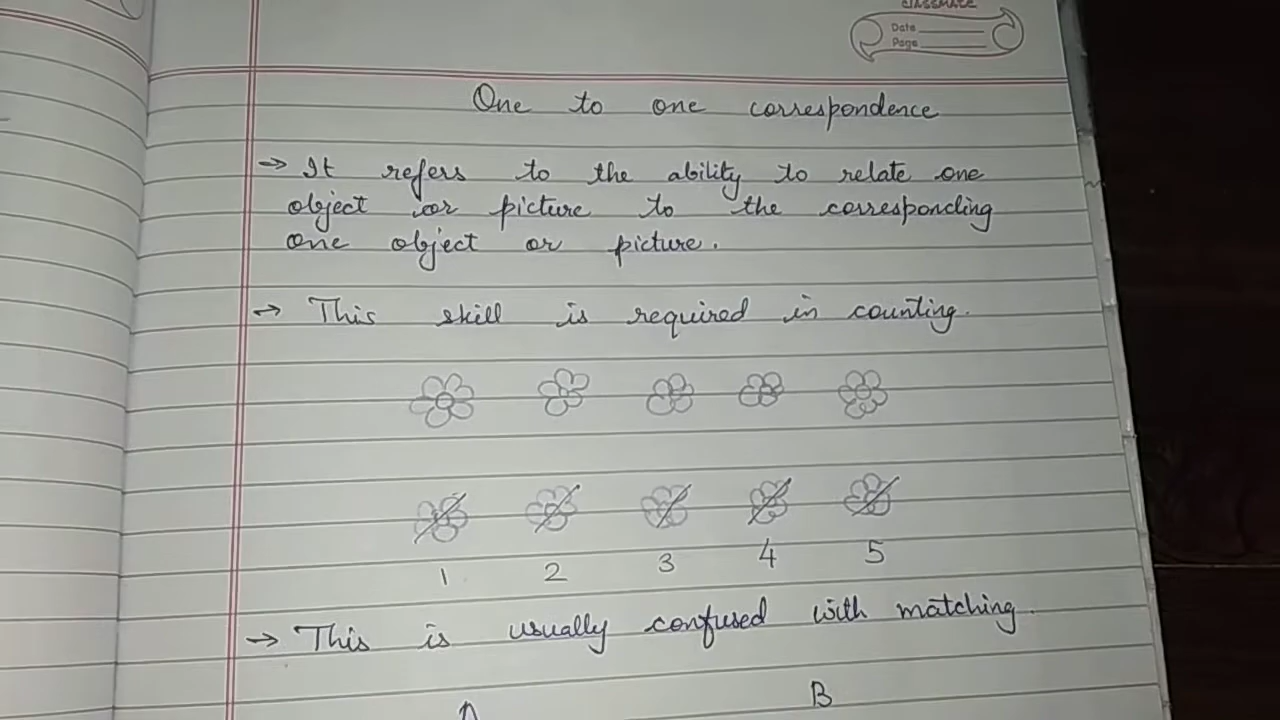 classmate
Date
Page
One to one correspondence
→ It refers to the ability to relate one
object or picture to the corresponding
one object or picture.
→ This skill is required in counting.
1 2 3 4 5
→ This is usually confused with matching.
A B